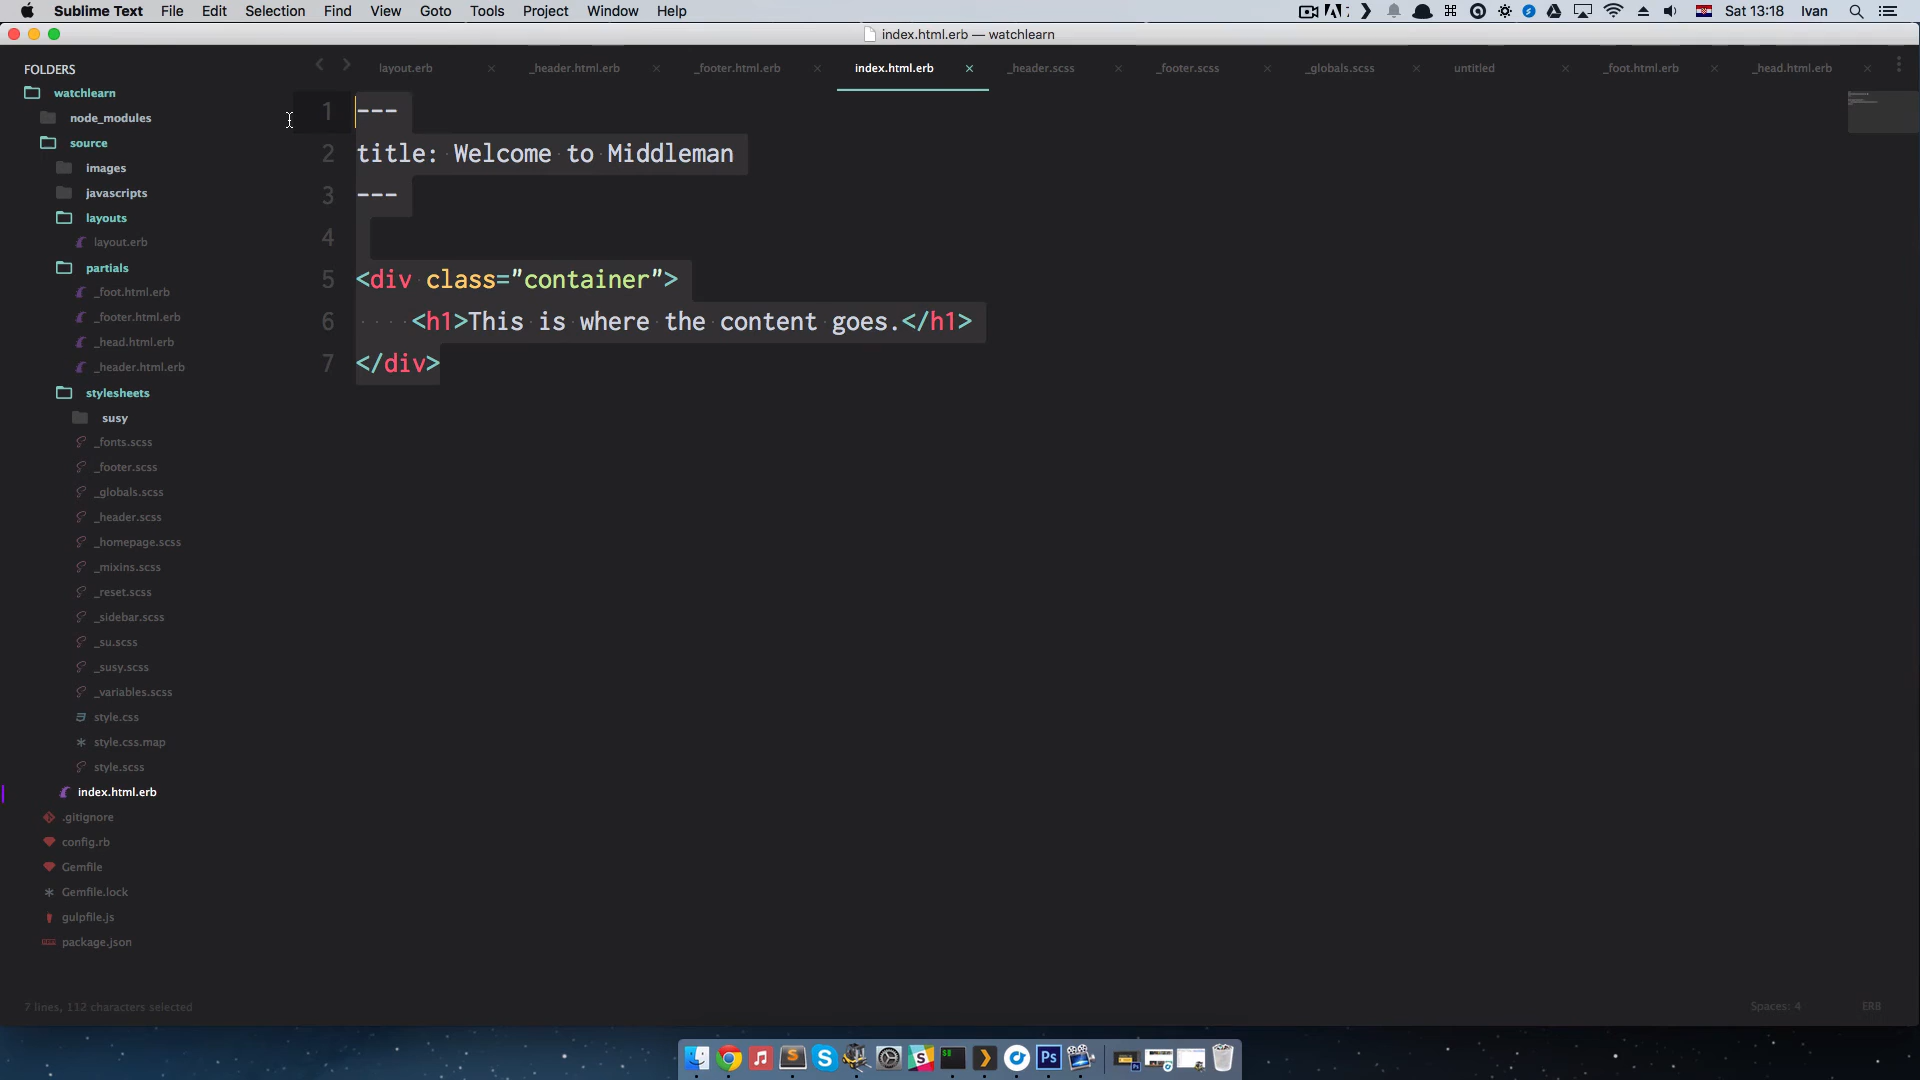 Sublime Text File Edit Selection Find View Goto Tools Project Window Help Sat 13:18 Ivan
index.html.erb — watchlearn
FOLDERS
watchlearn
node_modules
source
images
javascripts
layouts
layout.erb
partials
_foot.html.erb
_footer.html.erb
_head.html.erb
_header.html.erb
stylesheets
susy
_fonts.scss
_footer.scss
_globals.scss
_header.scss
_homepage.scss
_mixins.scss
_reset.scss
_sidebar.scss
_su.scss
_susy.scss
_variables.scss
style.css
style.css.map
style.scss
index.html.erb
.gitignore
config.rb
Gemfile
Gemfile.lock
gulpfile.js
package.json
layout.erb _header.html.erb _footer.html.erb index.html.erb _header.scss _footer.scss _globals.scss untitled _foot.html.erb _head.html.erb
1 ---
2 title: Welcome to Middleman
3 ---
4
5 <div class="container">
6 <h1>This is where the content goes.</h1>
7 </div>
7 lines, 112 characters selected
Spaces: 4 ERB
Ps